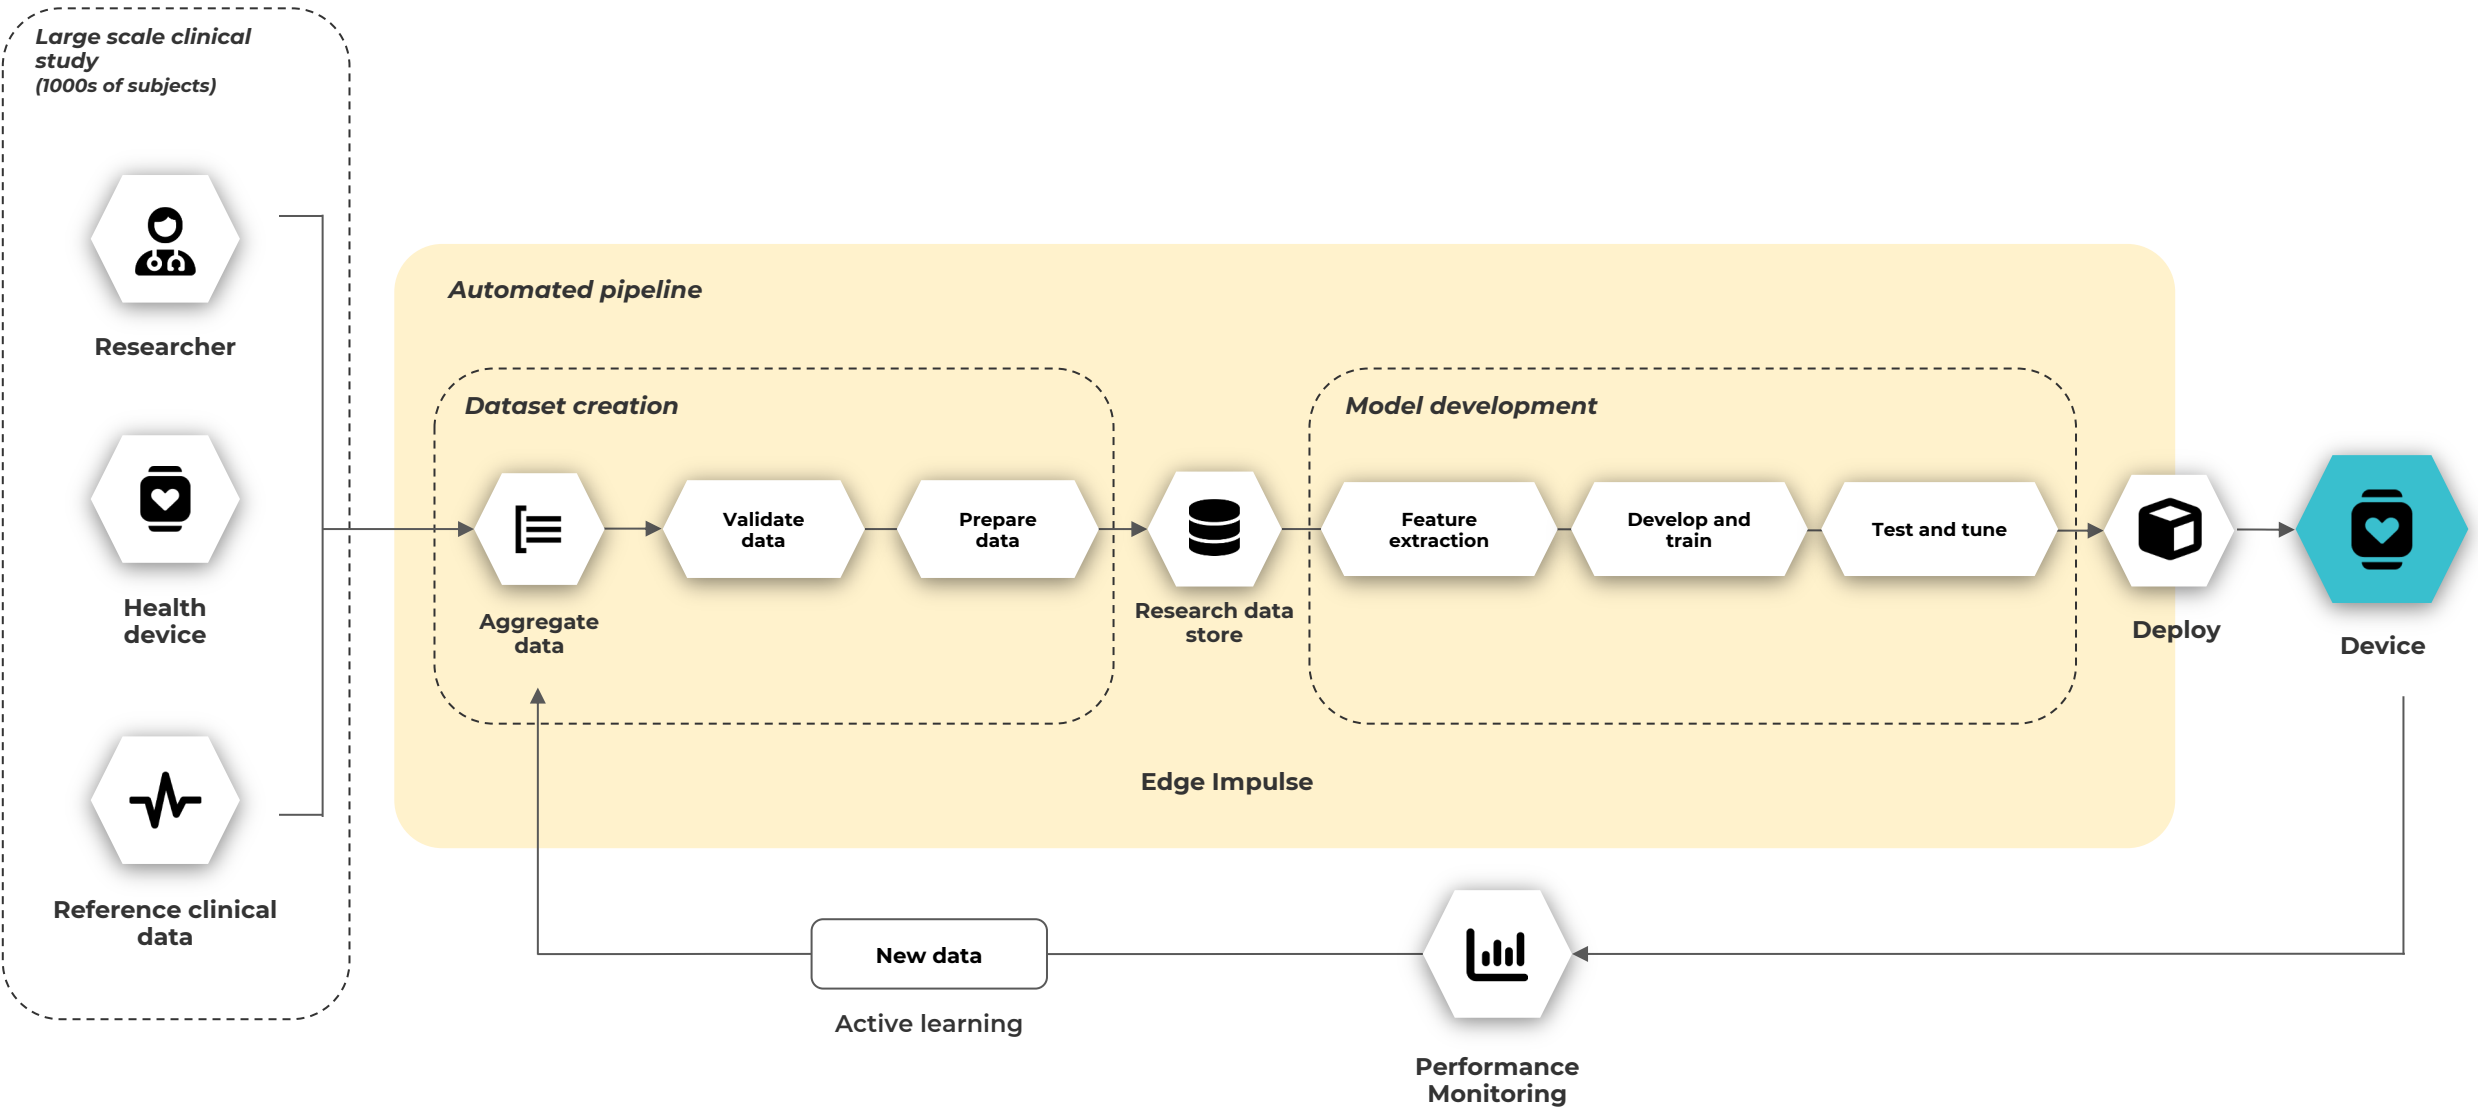 Large scale clinical
study
(1000s of subjects)
Researcher
Health
device
Reference clinical
data
Automated pipeline
Dataset creation
Aggregate
data
Validate
data
Prepare
data
Research data
store
Model development
Feature
extraction
Develop and
train
Test and tune
Deploy
Device
Edge Impulse
New data
Active learning
Performance
Monitoring